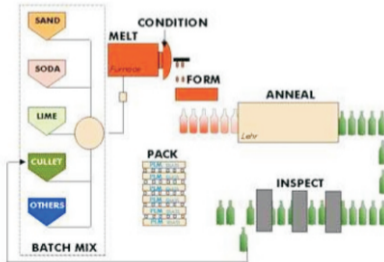 CONDITION
SAND
MELT
Furnace
SODA
FORM
ANNEAL
LIME
Lehr
PACK
CULLET
INSPECT
OTHERS
BATCH MIX